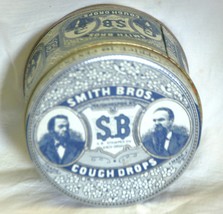 SMITH BROS.
S.B
COUGH DROPS